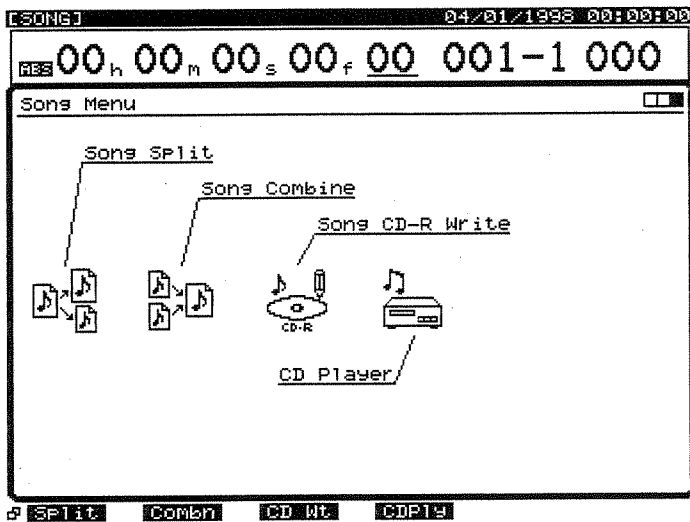 [SONG] 04/01/1998 00:00:00
ABS 00h 00m 00s 00f 00 001-1 000
Song Menu
Song Split
Song Combine
Song CD-R Write
CD-R
CD Player
Split Combn CD Wt CDPly